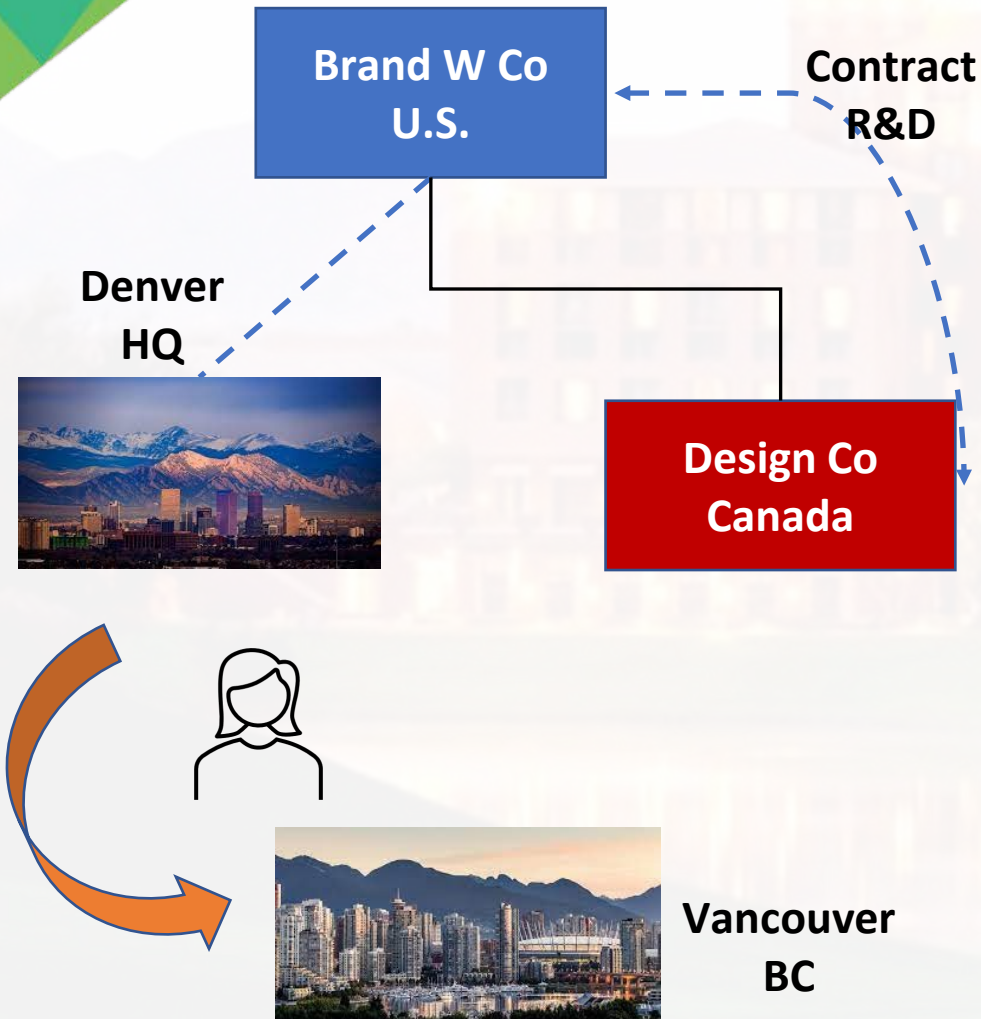 Brand W Co
U.S.
Contract
R&D
Denver
HQ
Design Co
Canada
Vancouver
BC